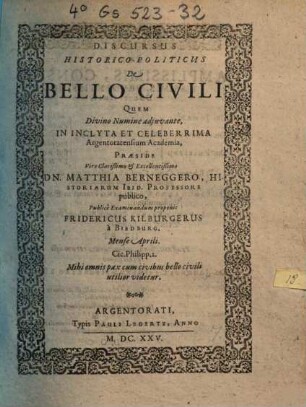 4° Gs 523-32
DISCURSUS
HISTORICO-POLITICUS
De
BELLO CIVILI
QUEM
Divino Numine adjuvante,
IN INCLYTA ET CELEBERRIMA
Argentoratensium Academia,
PRÆSIDE
Viro Clarissimo & Excellentissimo
DN. MATTHIA BERNEGGERO, HI-
STORIARUM IBID. PROFESSORE
publico,
Publicè Examinandum proponit
FRIDERICUS KILBURGERUS
à BIEDBURG.
Mense Aprili.
Cic. Philipp. 2.
Mihi omnis pax cum civibus bello civili
utilior videtur.
ARGENTORATI,
Typis PAULI LEDERTZ, ANNO
M. DC. XXV.